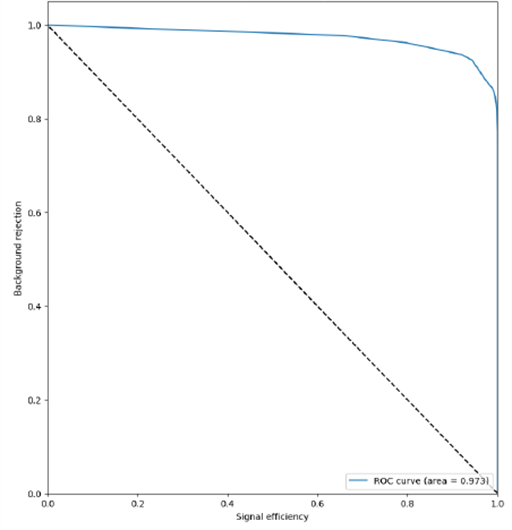 1.0
0.8
0.6
0.4
0.2
0.0
Background rejection
ROC curve (area = 0.973)
0.0 0.2 0.4 0.6 0.8 1.0
Signal efficiency